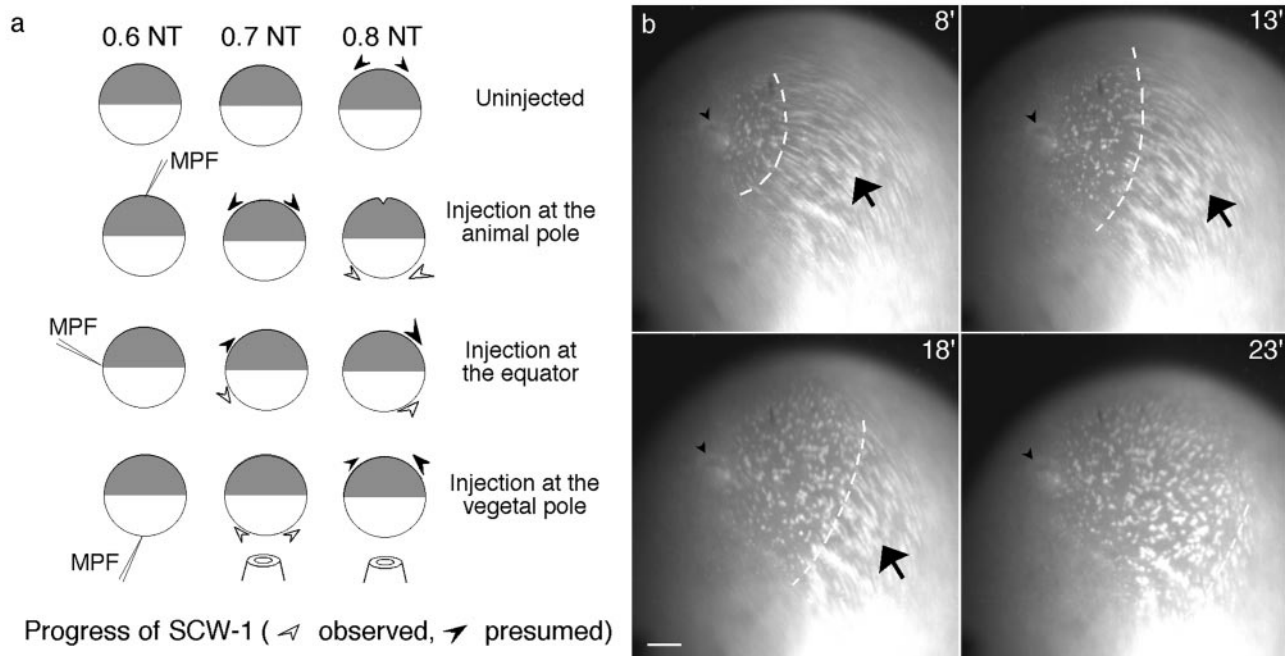 a
0.6 NT 0.7 NT 0.8 NT
Uninjected
MPF
Injection at the
animal pole
MPF
Injection at
the equator
Injection at the
vegetal pole
MPF
Progress of SCW-1 ( observed, presumed)
b
8'
13'
18'
23'